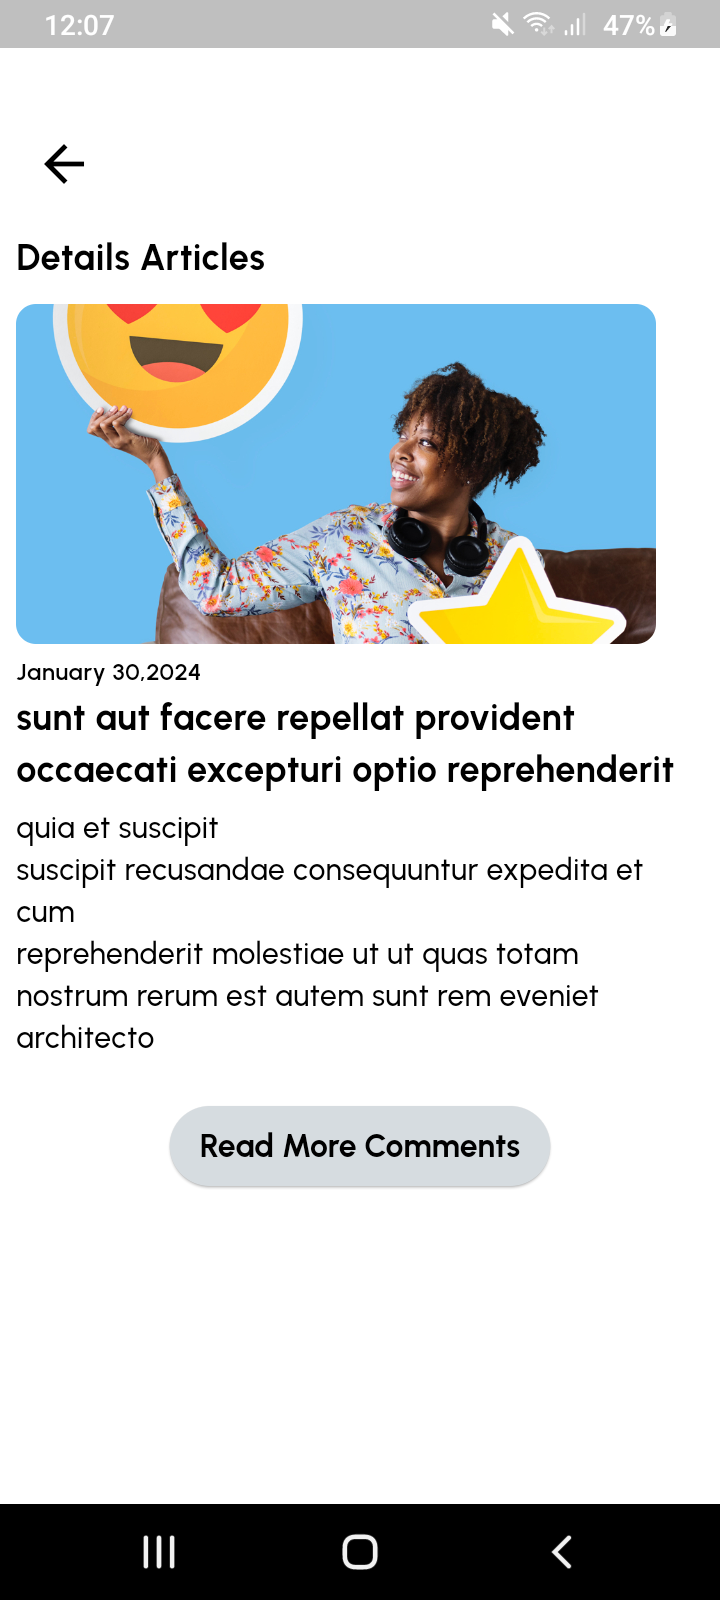 12:07
47%
Details Articles
January 30,2024
sunt aut facere repellat provident
occaecati excepturi optio reprehenderit
quia et suscipit
suscipit recusandae consequuntur expedita et
cum
reprehenderit molestiae ut ut quas totam
nostrum rerum est autem sunt rem eveniet
architecto
Read More Comments